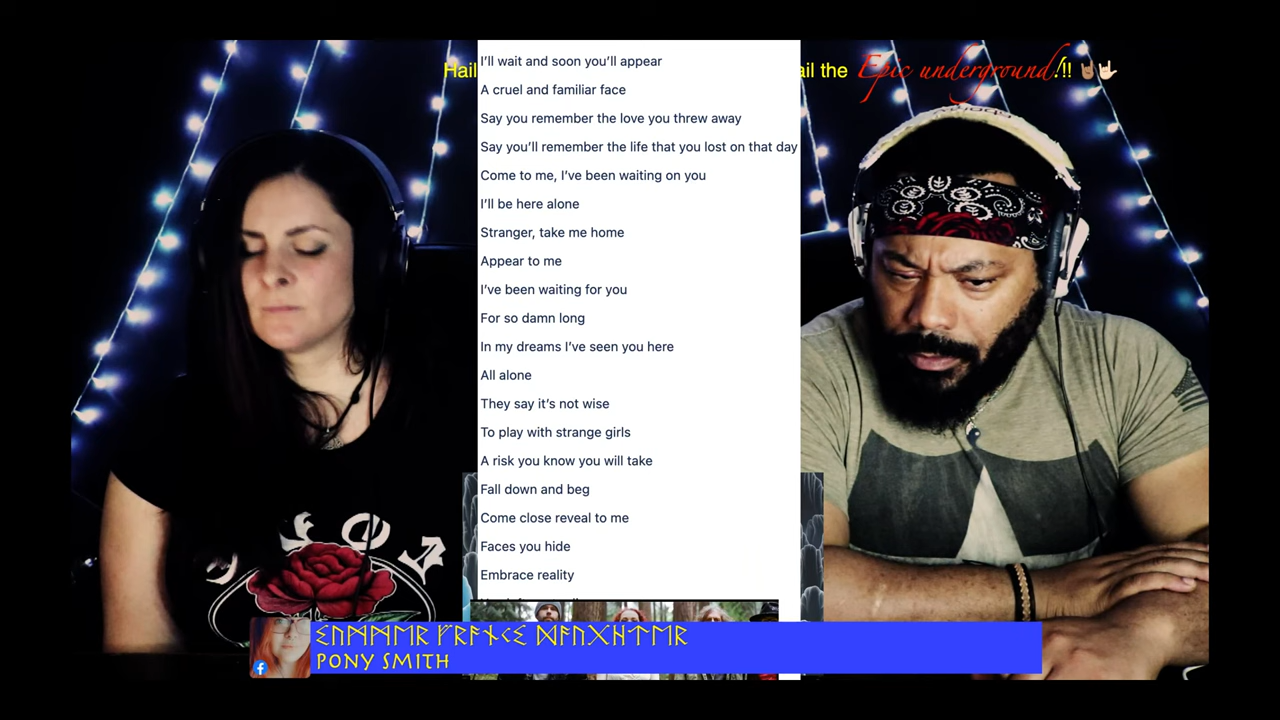 Hail ail the Epic underground!!!
I'll wait and soon you'll appear
A cruel and familiar face
Say you remember the love you threw away
Say you'll remember the life that you lost on that day
Come to me, I've been waiting on you
I'll be here alone
Stranger, take me home
Appear to me
I've been waiting for you
For so damn long
In my dreams I've seen you here
All alone
They say it's not wise
To play with strange girls
A risk you know you will take
Fall down and beg
Come close reveal to me
Faces you hide
Embrace reality
ᛊᚢᛗᛗᛖᚱ ᚠᚱᚨᚾᚲᛊ ᛞᚨᚢᚷᚺᛏᛖᚱ
PONY SMITH